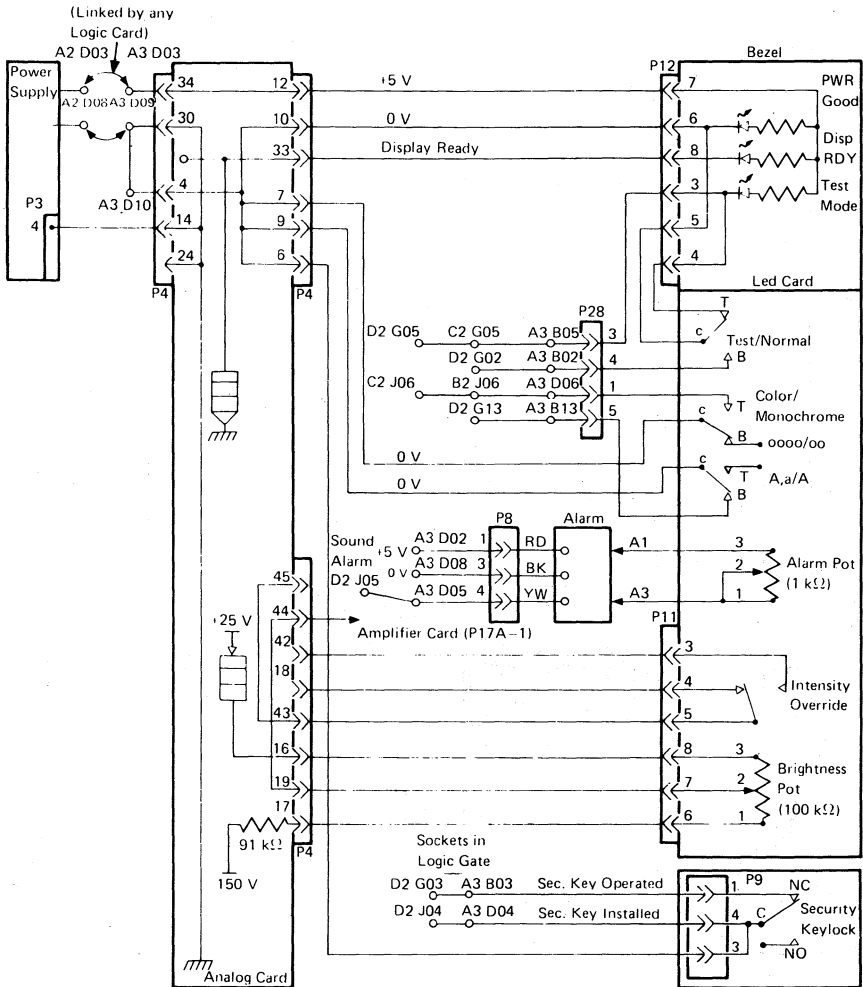 (Linked by any
Logic Card)
A2 D03 A3 D03
Power
Supply
A2 D08 A3 D09
34
30
4
A3 D10
P3
4
14
24
P4
12
+5 V
10
0 V
33
Display Ready
7
9
6
P4
Bezel
P12
7
PWR
Good
6
Disp
8
RDY
3
Test
Mode
5
4
Led Card
P28
D2 G05 C2 G05 A3 B05 3
D2 G02 A3 B02 4
C2 J06 B2 J06 A3 D06 1
D2 G13 A3 B13 5
T
c
Test/Normal
B
Color/
T
Monochrome
c
B
oooo/oo
0 V
c
T
A,a/A
B
0 V
P8
Alarm
Sound
Alarm
+5 V
A3 D02 1 RD
0 V
A3 D08 3 BK
D2 J05
A3 D05 4 YW
A1
3
2
Alarm Pot
(1 kΩ)
A3
1
45
44
Amplifier Card (P17A-1)
+25 V
42
18
43
16
19
17
91 kΩ
P4
150 V
P11
3
4
Intensity
Override
5
8
3
Brightness
7
2
Pot
(100 kΩ)
6
1
Sockets in
Logic Gate
D2 G03 A3 B03 Sec. Key Operated
D2 J04 A3 D04 Sec. Key Installed
P9
1
NC
4
C
Security
Keylock
3
NO
Analog Card